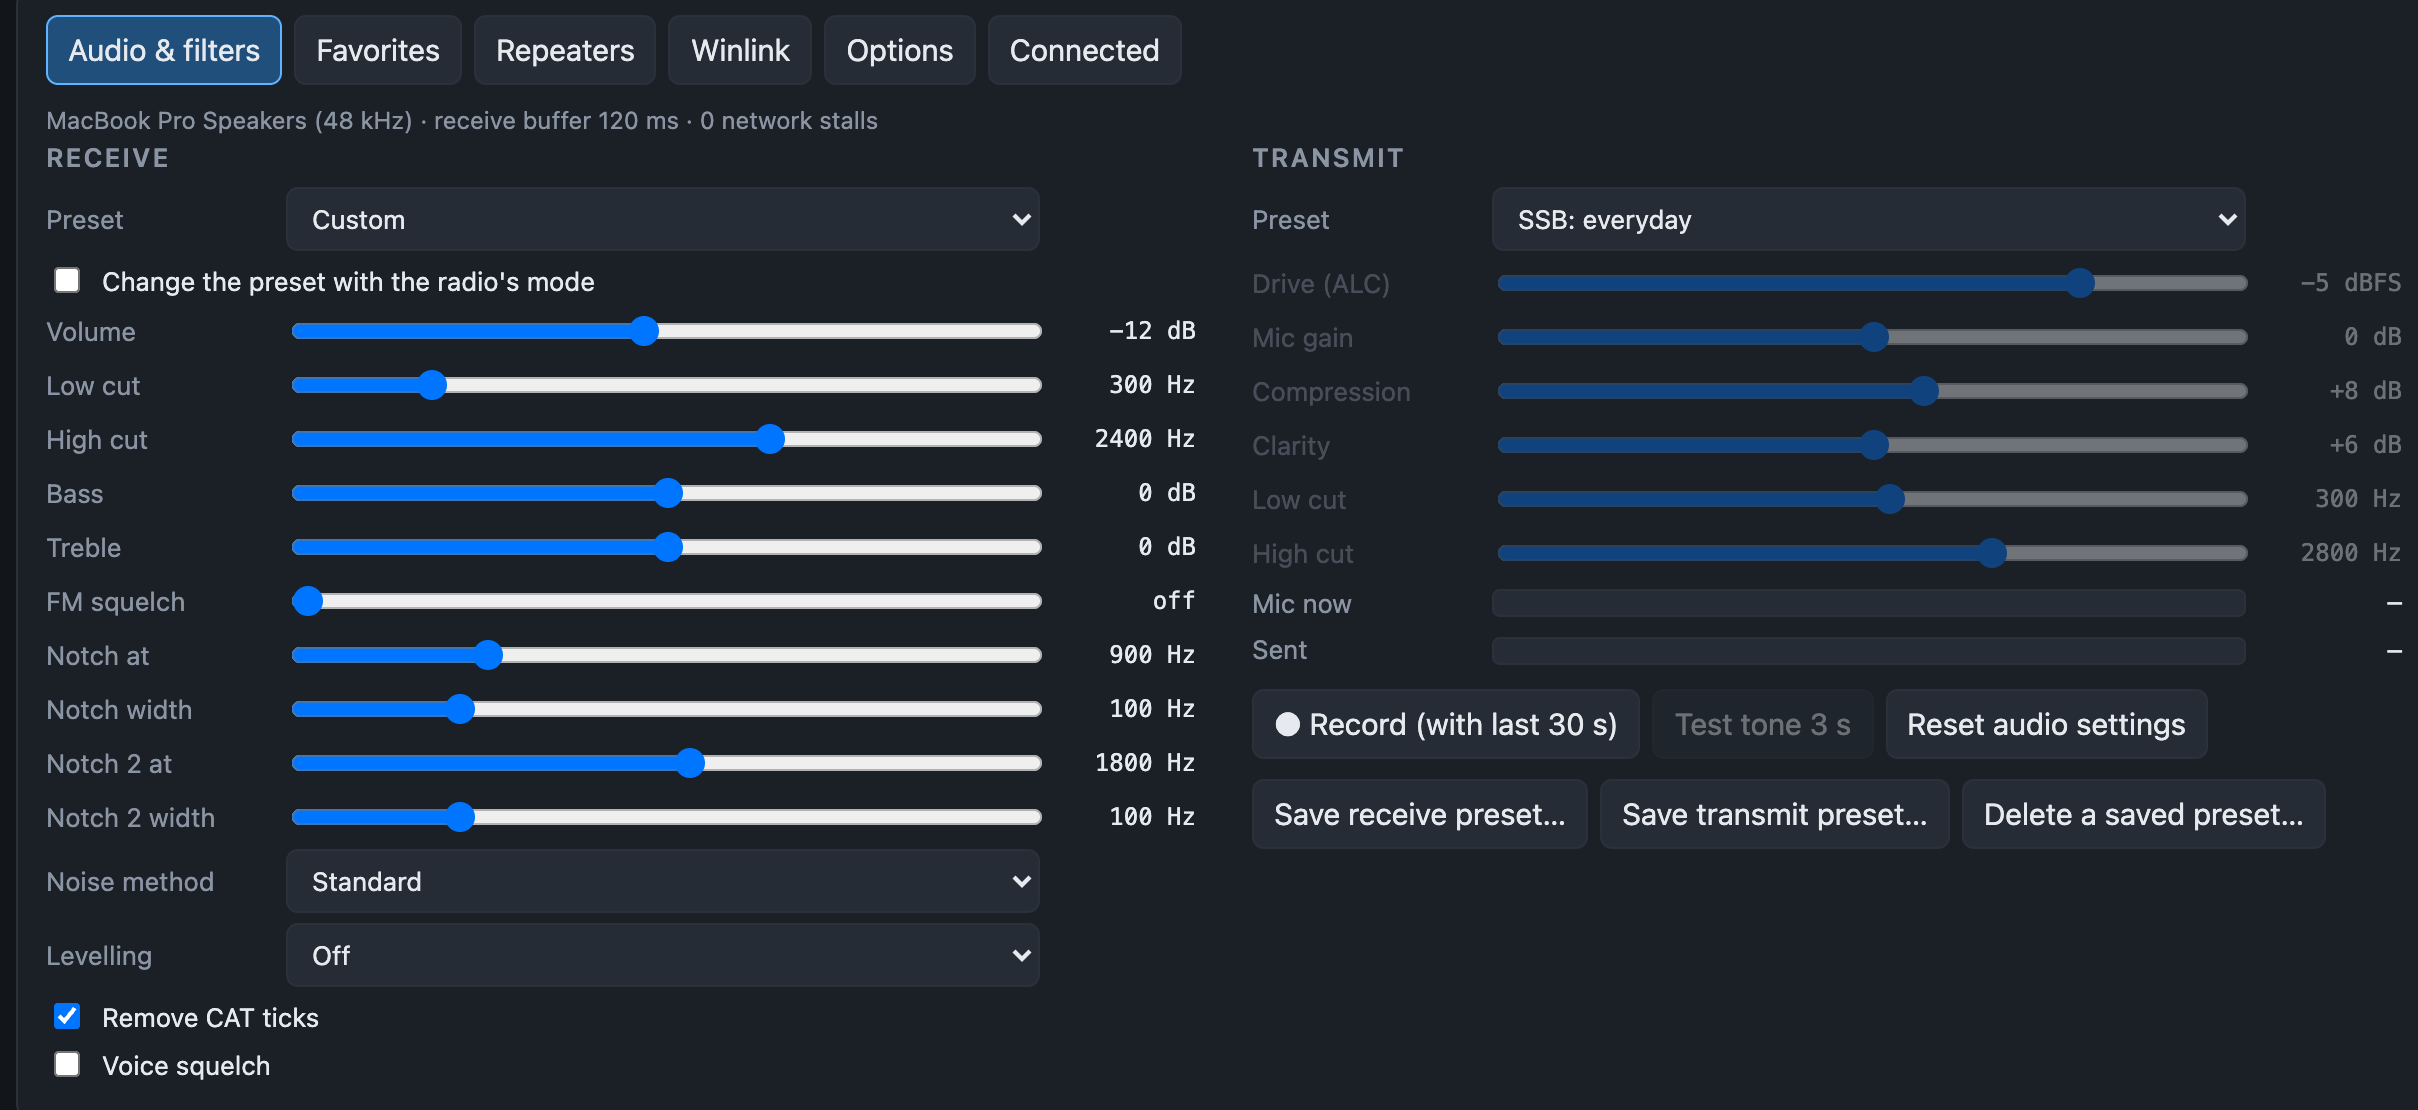 Audio & filters Favorites Repeaters Winlink Options Connected
MacBook Pro Speakers (48 kHz) · receive buffer 120 ms · 0 network stalls
RECEIVE
Preset Custom
Change the preset with the radio's mode
Volume −12 dB
Low cut 300 Hz
High cut 2400 Hz
Bass 0 dB
Treble 0 dB
FM squelch off
Notch at 900 Hz
Notch width 100 Hz
Notch 2 at 1800 Hz
Notch 2 width 100 Hz
Noise method Standard
Levelling Off
Remove CAT ticks
Voice squelch
TRANSMIT
Preset SSB: everyday
Drive (ALC) −5 dBFS
Mic gain 0 dB
Compression +8 dB
Clarity +6 dB
Low cut 300 Hz
High cut 2800 Hz
Mic now –
Sent –
Record (with last 30 s) Test tone 3 s Reset audio settings
Save receive preset... Save transmit preset... Delete a saved preset...